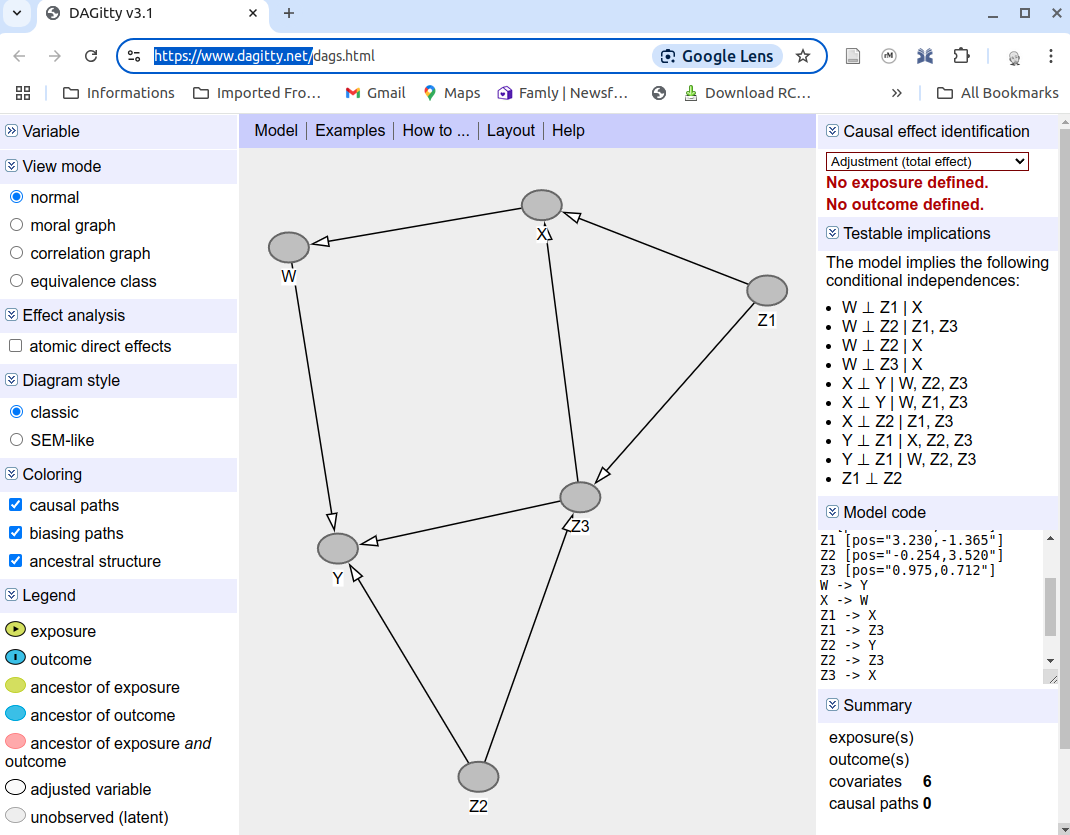 DAGitty v3.1
https://www.dagitty.net/dags.html
Google Lens
Informations
Imported Fro...
Gmail
Maps
Famly | Newsf...
Download RC...
»
All Bookmarks
Variable
View mode
normal
moral graph
correlation graph
equivalence class
Effect analysis
atomic direct effects
Diagram style
classic
SEM-like
Coloring
causal paths
biasing paths
ancestral structure
Legend
exposure
outcome
ancestor of exposure
ancestor of outcome
ancestor of exposure and
outcome
adjusted variable
unobserved (latent)
Model | Examples | How to ... | Layout | Help
X
W
Z1
Z3
Y
Z2
Causal effect identification
Adjustment (total effect)
No exposure defined.
No outcome defined.
Testable implications
The model implies the following
conditional independences:
• W ⊥ Z1 | X
• W ⊥ Z2 | Z1, Z3
• W ⊥ Z2 | X
• W ⊥ Z3 | X
• X ⊥ Y | W, Z2, Z3
• X ⊥ Y | W, Z1, Z3
• X ⊥ Z2 | Z1, Z3
• Y ⊥ Z1 | X, Z2, Z3
• Y ⊥ Z1 | W, Z2, Z3
• Z1 ⊥ Z2
Model code
Z1 [pos="3.230,-1.365"]
Z2 [pos="-0.254,3.520"]
Z3 [pos="0.975,0.712"]
W -> Y
X -> W
Z1 -> X
Z1 -> Z3
Z2 -> Y
Z2 -> Z3
Z3 -> X
Summary
exposure(s)
outcome(s)
covariates 6
causal paths 0